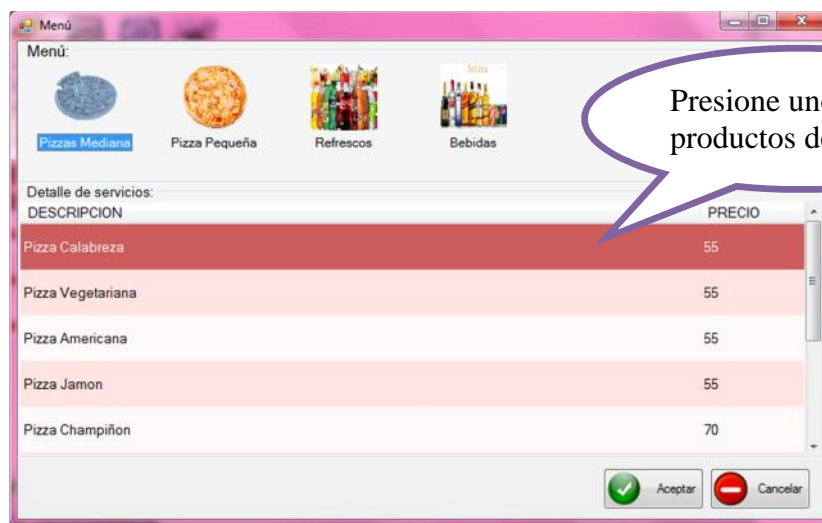 Menú
Menú:
Pizzas Mediana
Pizza Pequeña
Refrescos
Bebidas
Presione un
productos d
Detalle de servicios:
DESCRIPCION PRECIO
Pizza Calabreza 55
Pizza Vegetariana 55
Pizza Americana 55
Pizza Jamon 55
Pizza Champiñon 70
Aceptar
Cancelar